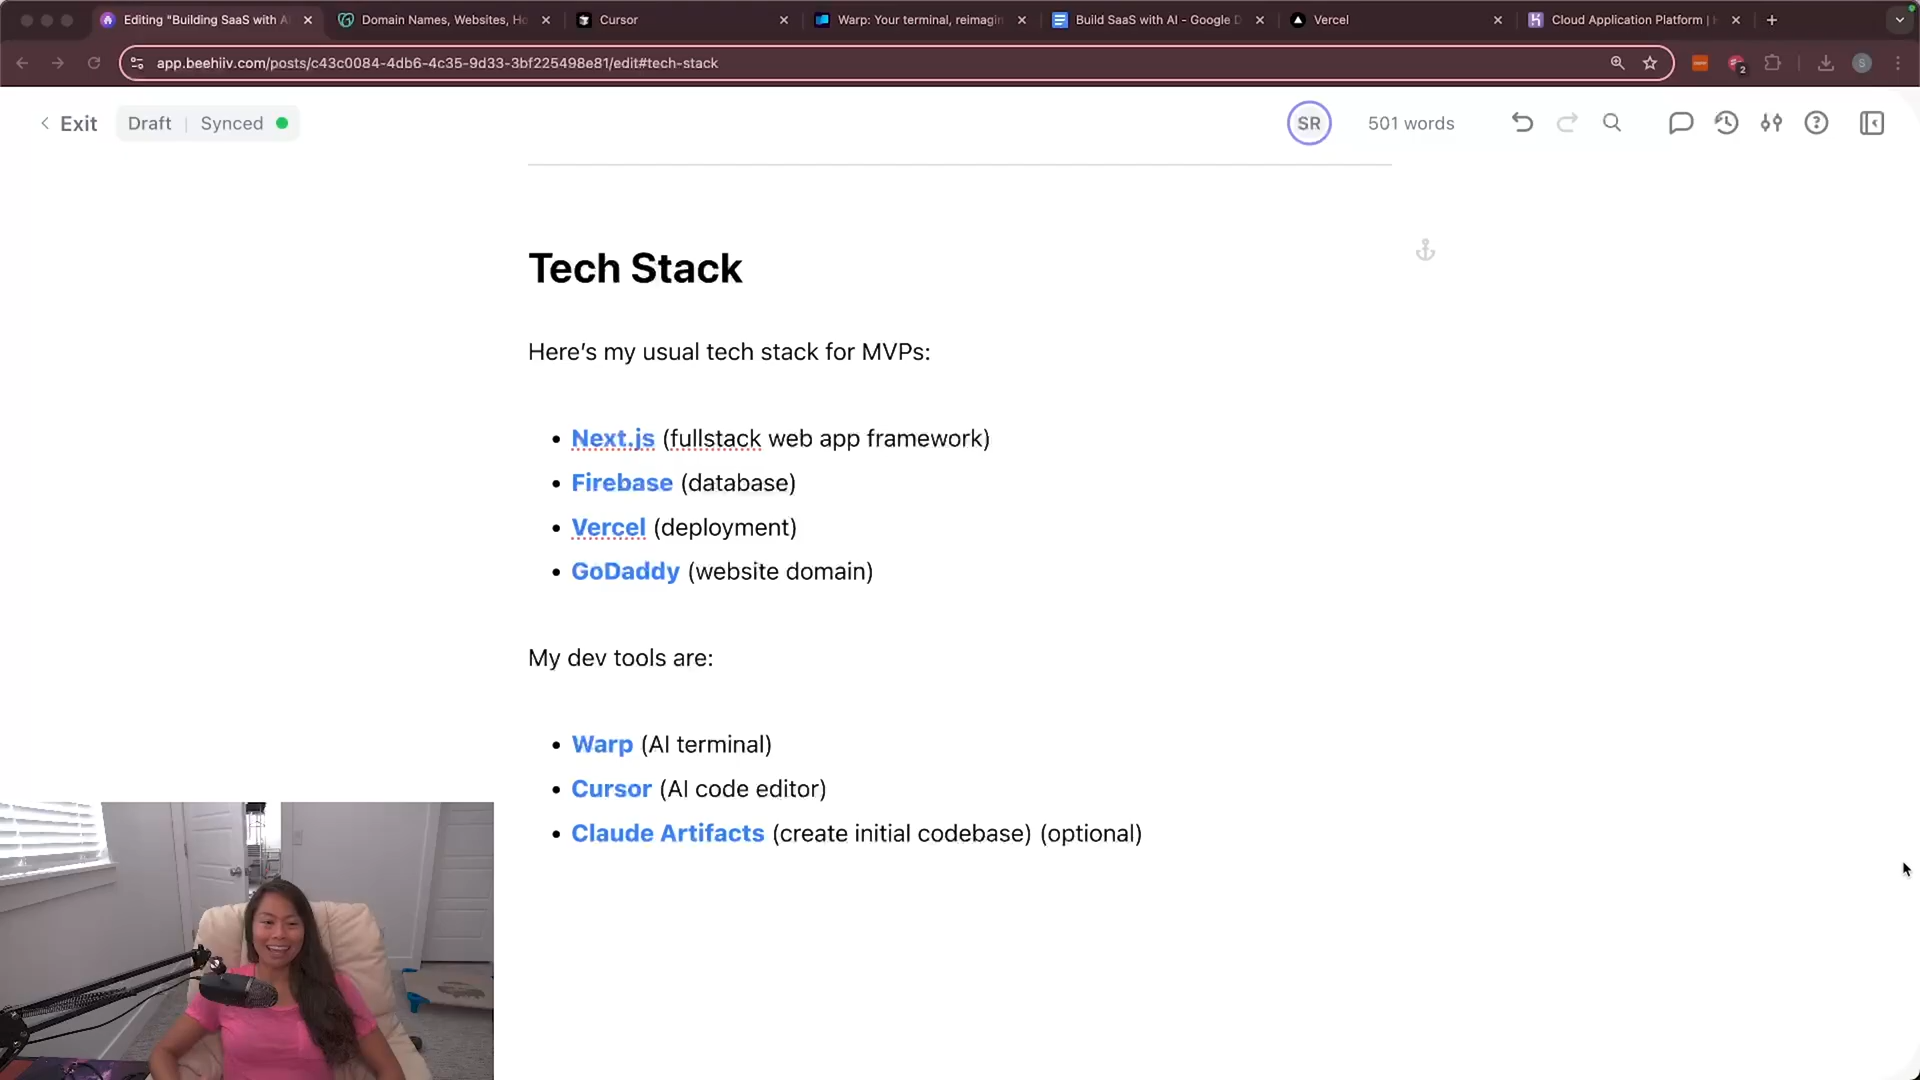 Editing "Building SaaS with AI
Domain Names, Websites, Ho
Cursor
Warp: Your terminal, reimagin
Build SaaS with AI - Google D
Vercel
Cloud Application Platform |
app.beehiiv.com/posts/c43c0084-4db6-4c35-9d33-3bf225498e81/edit#tech-stack
2
S
Exit
Draft | Synced
SR
501 words
Tech Stack
Here's my usual tech stack for MVPs:
• Next.js (fullstack web app framework)
• Firebase (database)
• Vercel (deployment)
• GoDaddy (website domain)
My dev tools are:
• Warp (AI terminal)
• Cursor (AI code editor)
• Claude Artifacts (create initial codebase) (optional)